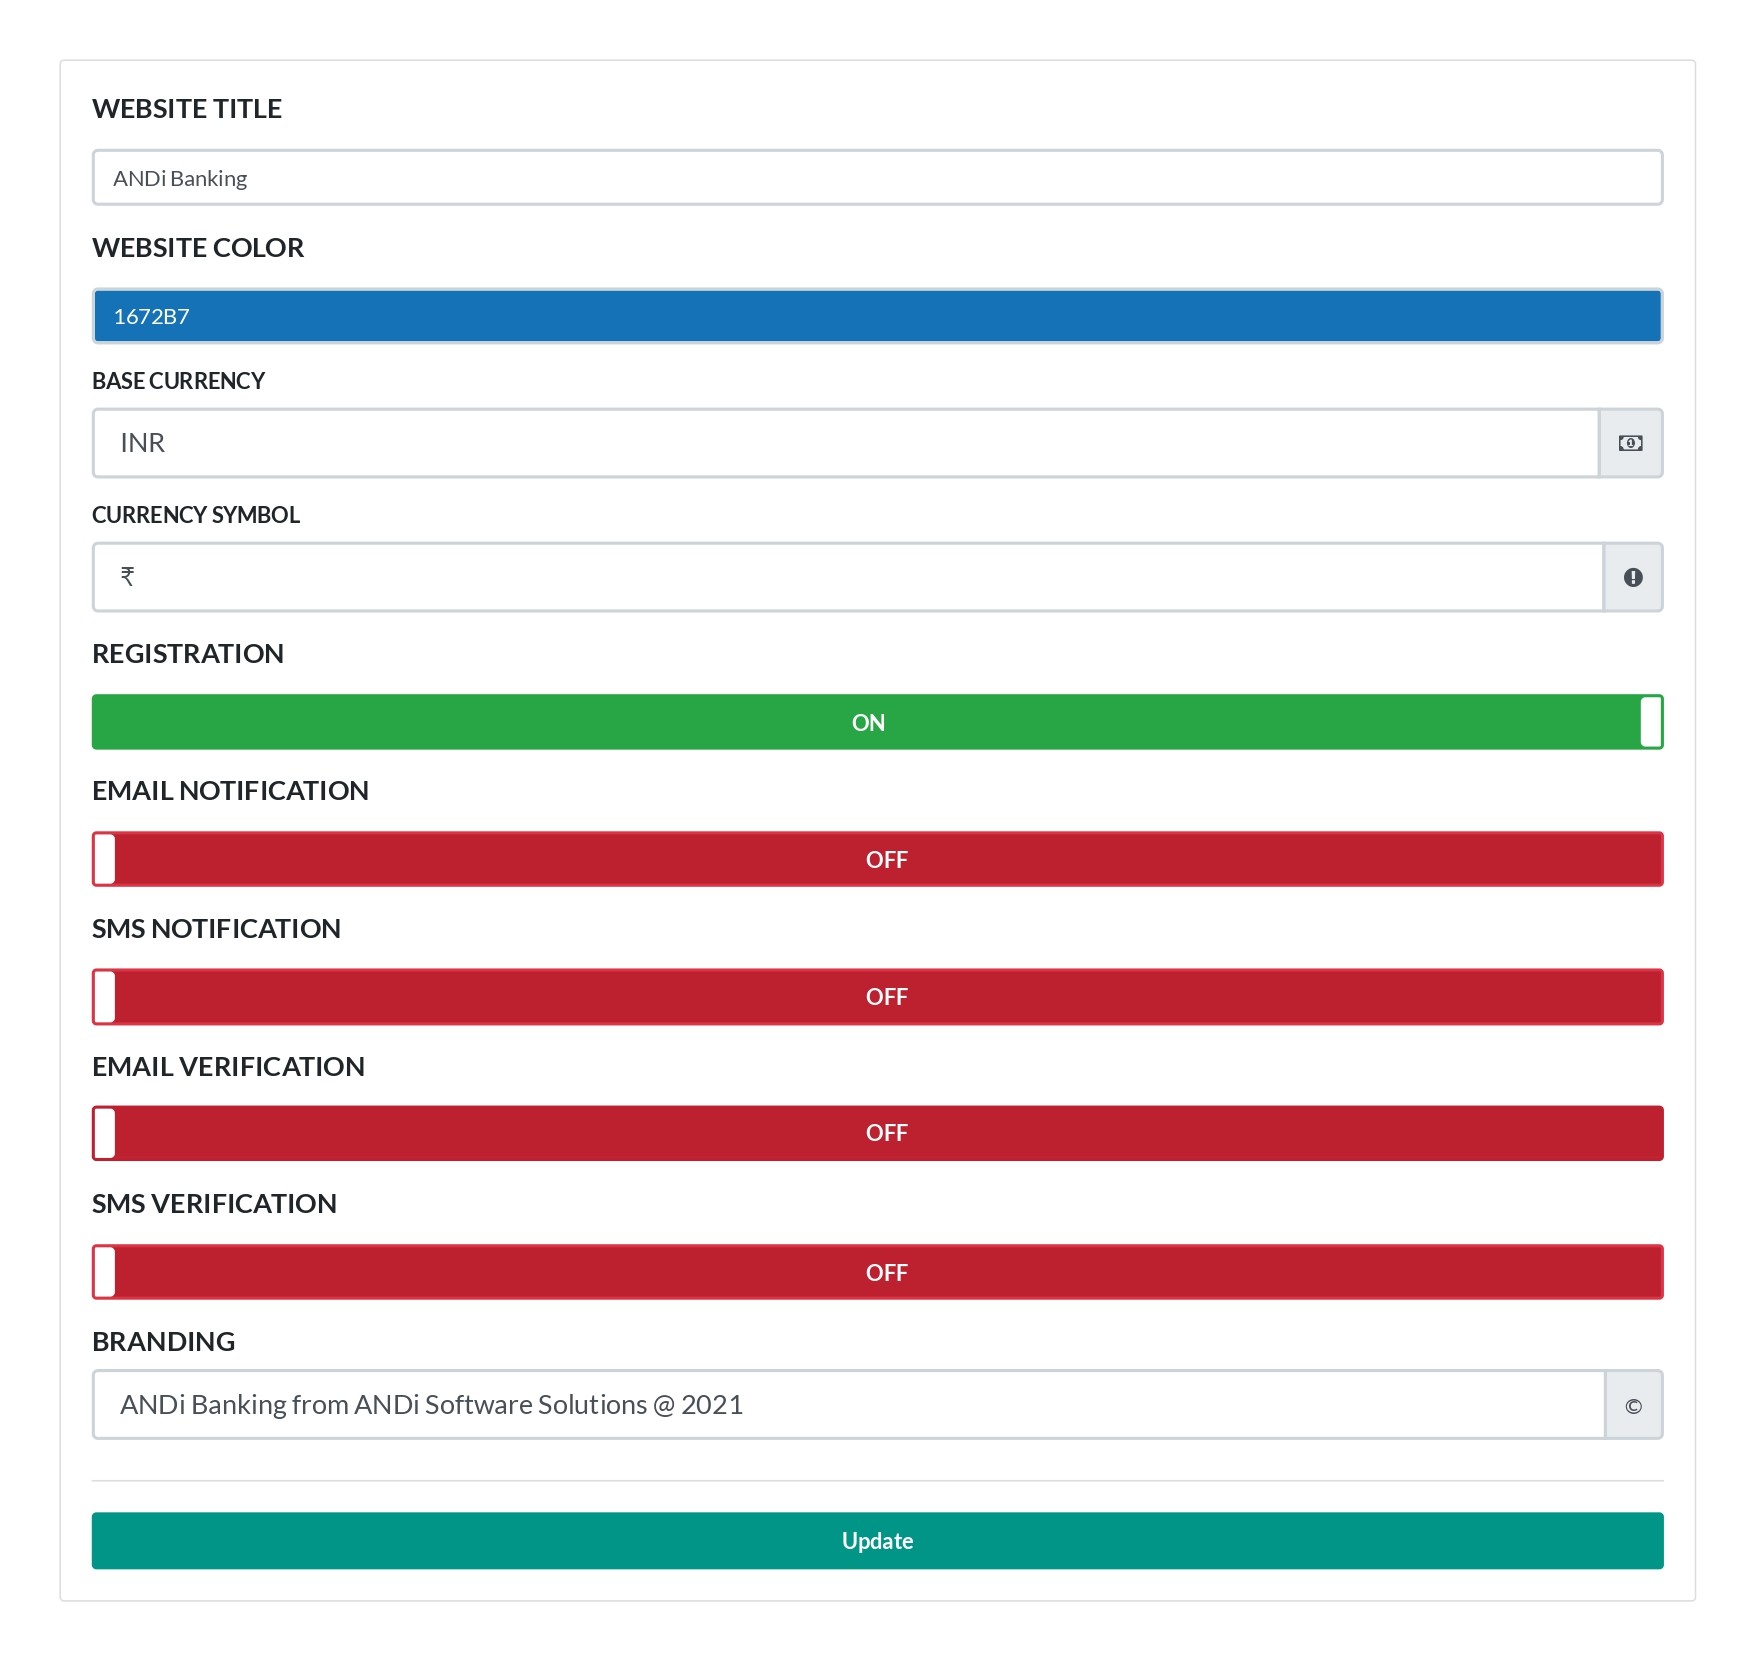 WEBSITE TITLE
ANDi Banking
WEBSITE COLOR
1672B7
BASE CURRENCY
INR
CURRENCY SYMBOL
₹
REGISTRATION
ON
EMAIL NOTIFICATION
OFF
SMS NOTIFICATION
OFF
EMAIL VERIFICATION
OFF
SMS VERIFICATION
OFF
BRANDING
ANDi Banking from ANDi Software Solutions @ 2021 ©
Update